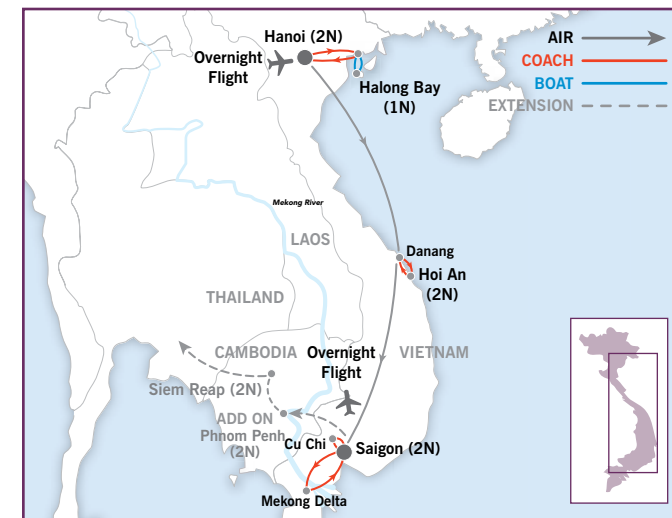 Hanoi (2N)
Overnight
Flight
Halong Bay
(1N)
AIR
COACH
BOAT
EXTENSION
Mekong River
LAOS
Danang
Hoi An
(2N)
THAILAND
CAMBODIA
Overnight
Flight
VIETNAM
Siem Reap (2N)
ADD ON
Phnom Penh
(2N)
Cu Chi
Saigon (2N)
Mekong Delta